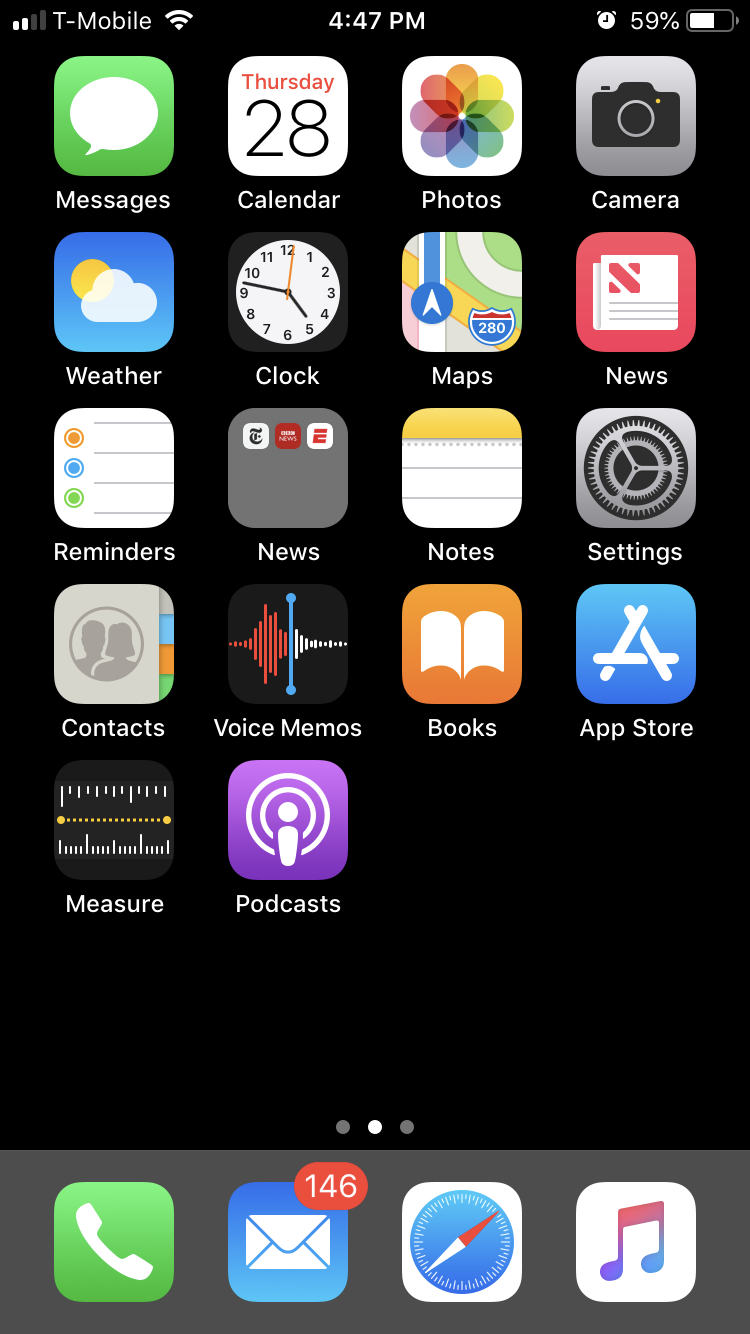 T-Mobile 4:47 PM 59%
Thursday
28
Messages Calendar Photos Camera
12
11 1
10 2
9 3
8 4
7 5
6
280
Weather Clock Maps News
T BBC NEWS E
Reminders News Notes Settings
Contacts Voice Memos Books App Store
Measure Podcasts
146